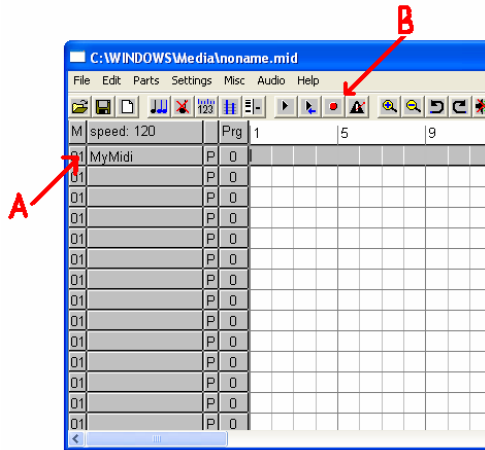 B
C:\WINDOWS\Media\noname.mid
File Edit Parts Settings Misc Audio Help
123
M speed: 120 Prg 1 5 9
01 MyMidi P 0
01 P 0
01 P 0
01 P 0
A
01 P 0
01 P 0
01 P 0
01 P 0
01 P 0
01 P 0
01 P 0
01 P 0
01 P 0
01 P 0